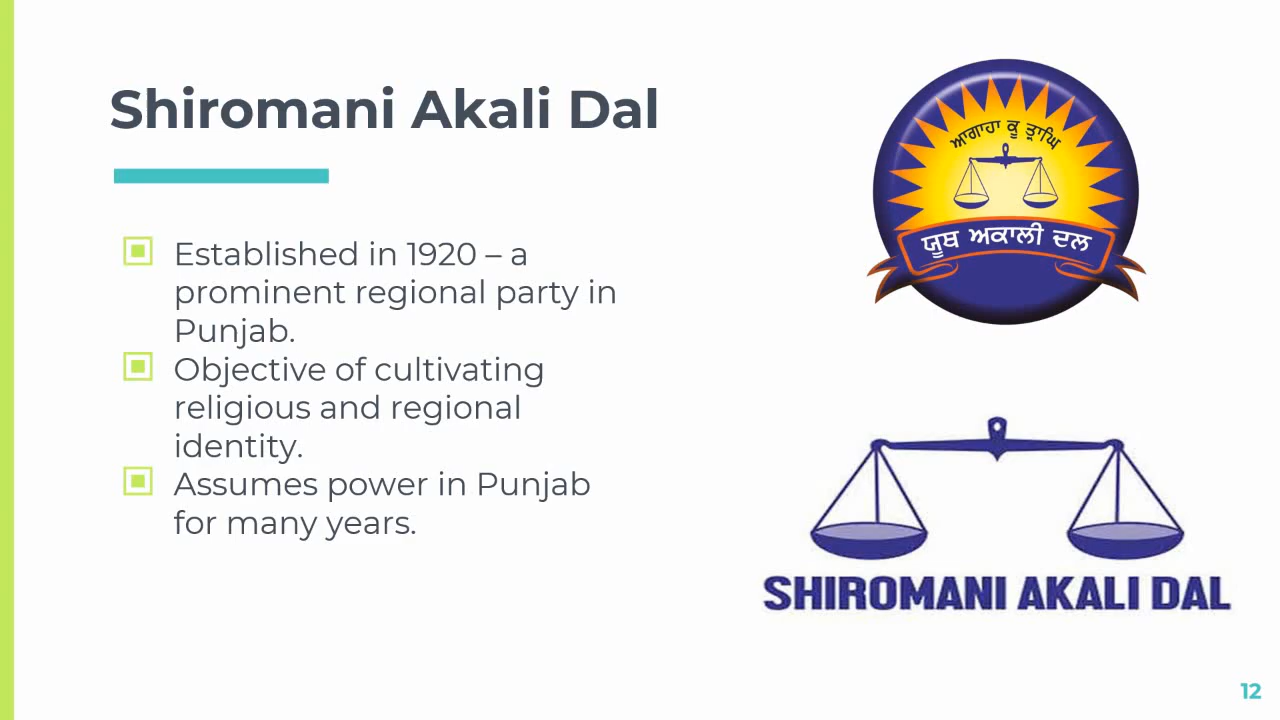 Shiromani Akali Dal
Established in 1920 – a
prominent regional party in
Punjab.
Objective of cultivating
religious and regional
identity.
Assumes power in Punjab
for many years.
ਆਗਾਹਾ ਕੂ ਤ੍ਰਾਘਿ
ਯੂਥ ਅਕਾਲੀ ਦਲ
SHIROMANI AKALI DAL
12